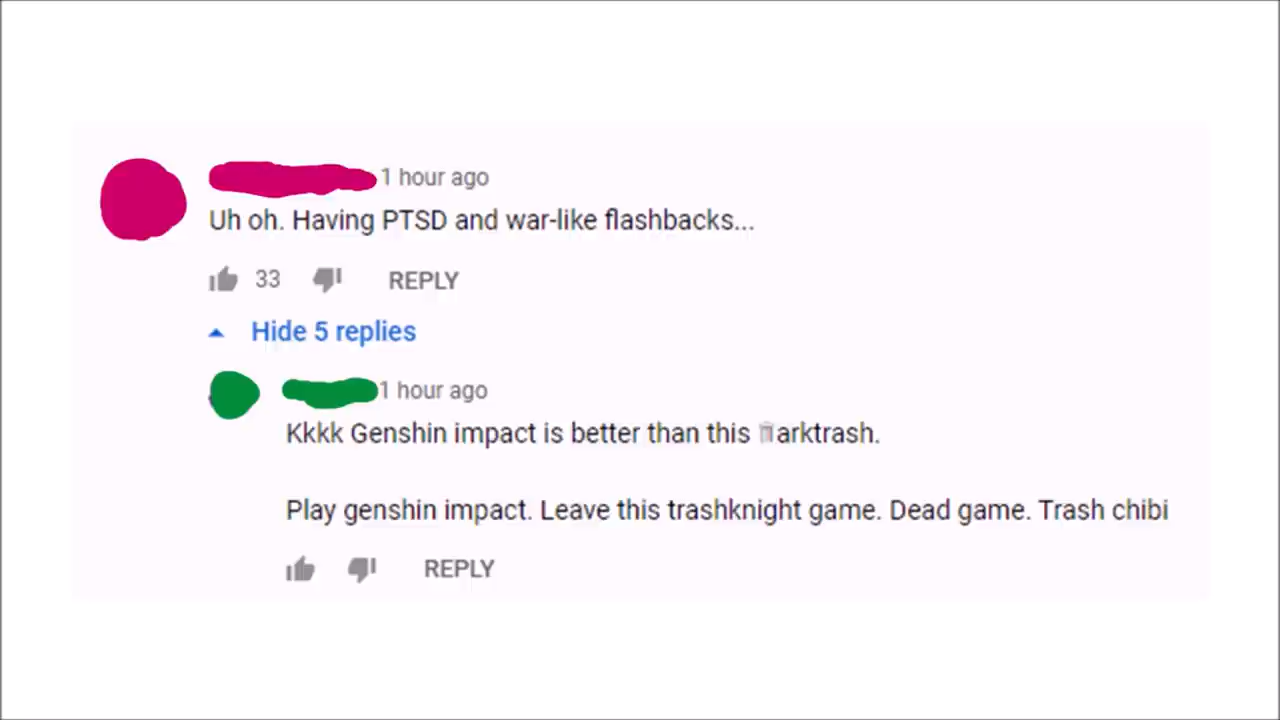 1 hour ago
Uh oh. Having PTSD and war-like flashbacks...
33 REPLY
Hide 5 replies
1 hour ago
Kkkk Genshin impact is better than this 🗑arktrash.
Play genshin impact. Leave this trashknight game. Dead game. Trash chibi
REPLY